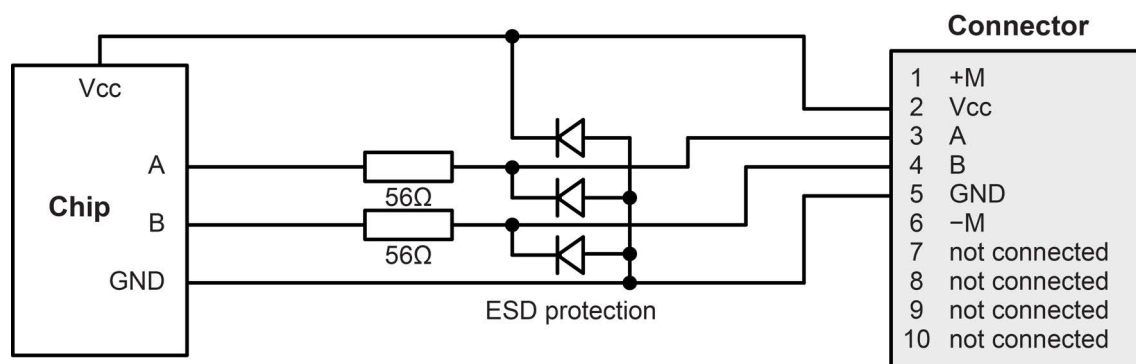 Connector
Chip
Vcc
A
B
GND
56Ω
56Ω
ESD protection
1 +M
2 Vcc
3 A
4 B
5 GND
6 −M
7 not connected
8 not connected
9 not connected
10 not connected